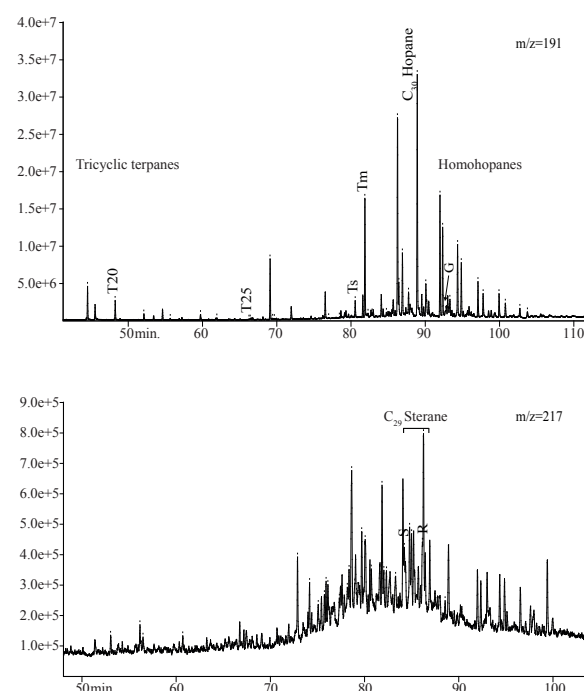 4.0e+7
3.5e+7
3.0e+7
2.5e+7
2.0e+7
1.5e+7
1.0e+7
5.0e+6
m/z=191
C30 Hopane
Tricyclic terpanes
Homohopanes
Tm
Ts
G
T20
T25
50min. 60 70 80 90 100 110
9.0e+5
8.0e+5
7.0e+5
6.0e+5
5.0e+5
4.0e+5
3.0e+5
2.0e+5
1.0e+5
C29 Sterane
m/z=217
S
R
50min. 60 70 80 90 100